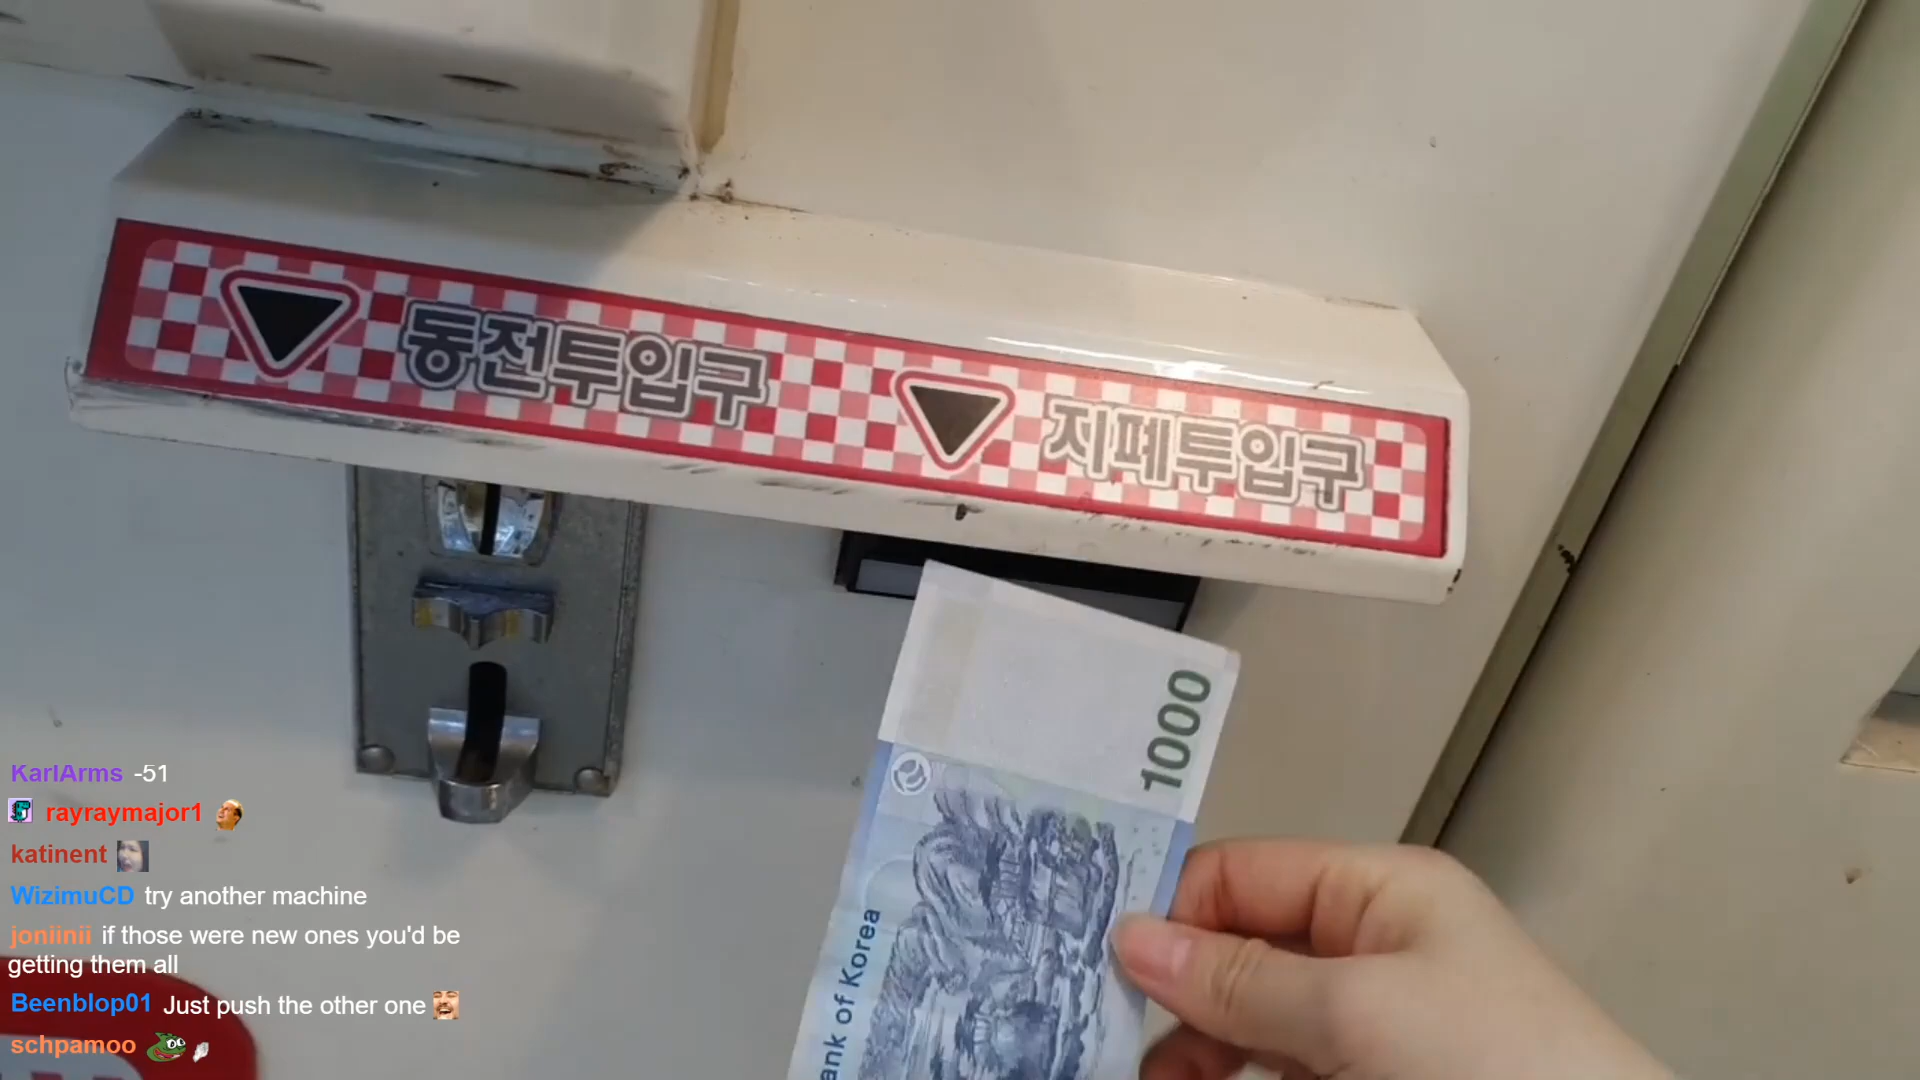 동전투입구
지폐투입구
1000
ank of Korea
KarlArms -51
rayraymajor1
katinent
WizimuCD try another machine
joniinii if those were new ones you'd be
getting them all
Beenblop01 Just push the other one
schpamoo